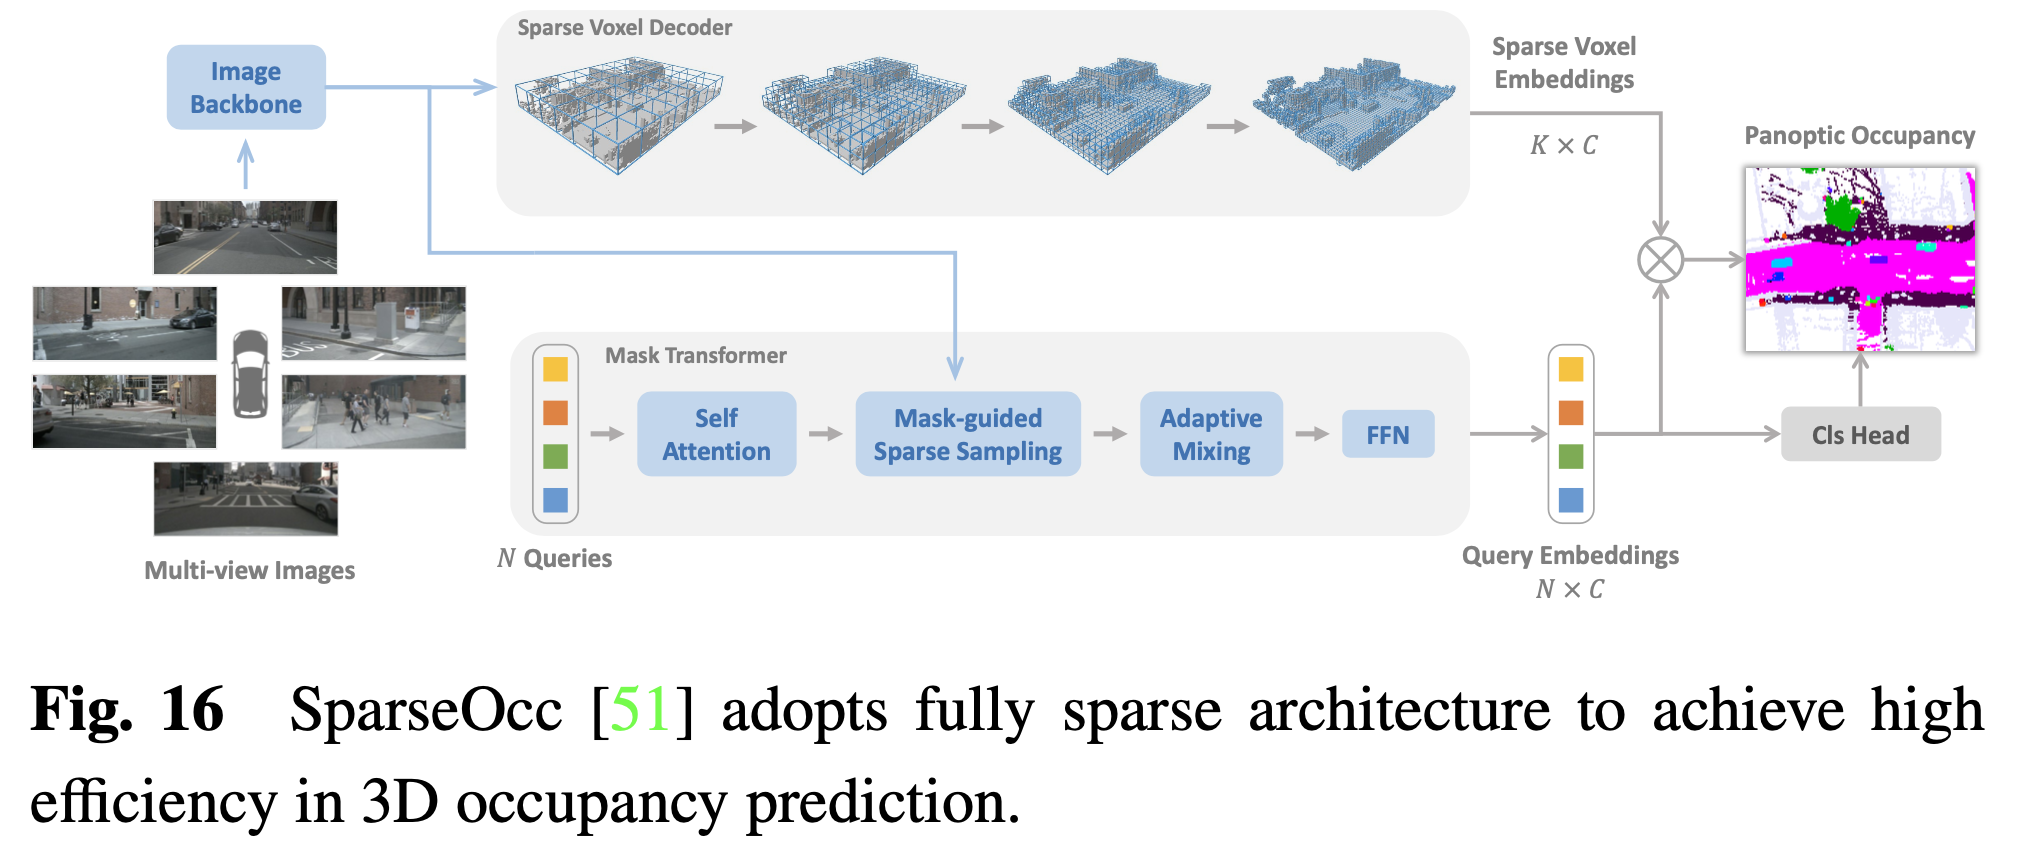 Sparse Voxel Decoder
Image
Backbone
Sparse Voxel
Embeddings
K × C
Panoptic Occupancy
Mask Transformer
Self
Attention
Mask-guided
Sparse Sampling
Adaptive
Mixing
FFN
Cls Head
BUS
Multi-view Images
N Queries
Query Embeddings
N × C
Fig. 16 SparseOcc [51] adopts fully sparse architecture to achieve high
efficiency in 3D occupancy prediction.